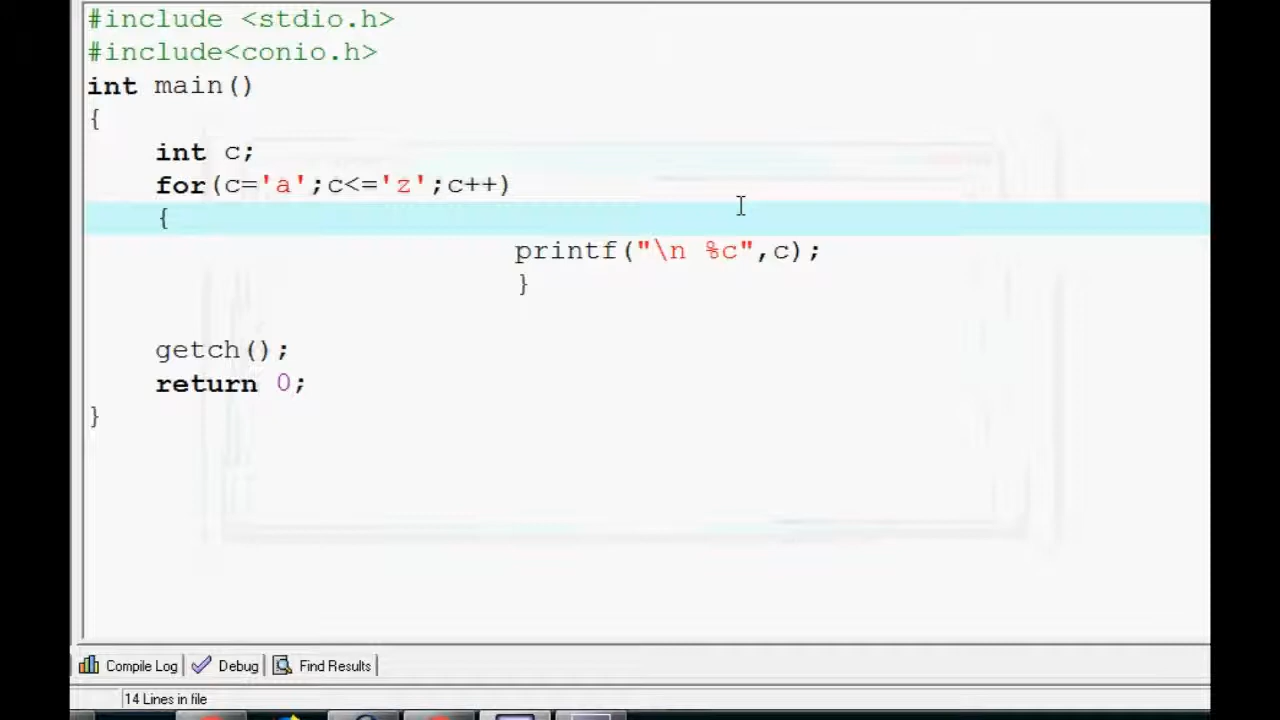 #include <stdio.h>
#include<conio.h>
int main()
{
int c;
for(c='a';c<='z';c++)
{
printf("\n %c",c);
}
getch();
return 0;
}
Compile Log Debug Find Results
14 Lines in file